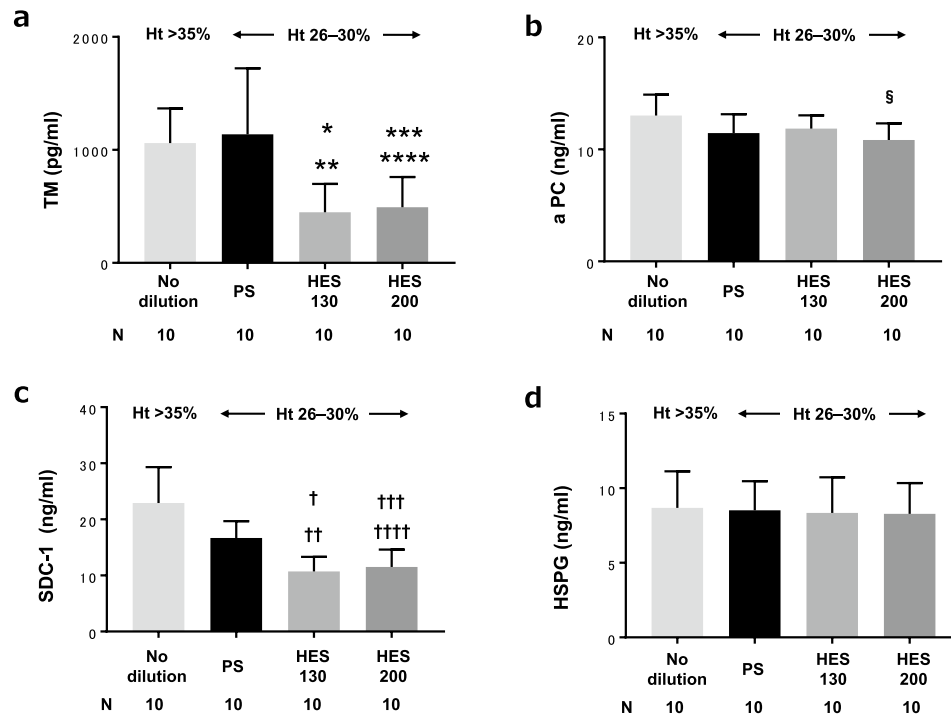 a
2000
1000
0
TM (pg/ml)
Ht >35%
Ht 26–30%
*
**
***
****
No dilution
PS
HES 130
HES 200
N 10 10 10 10
b
20
10
0
a PC (ng/ml)
Ht >35%
Ht 26–30%
§
No dilution
PS
HES 130
HES 200
N 10 10 10 10
c
40
30
20
10
0
SDC-1 (ng/ml)
Ht >35%
Ht 26–30%
†
††
†††
††††
No dilution
PS
HES 130
HES 200
N 10 10 10 10
d
15
10
5
0
HSPG (ng/ml)
Ht >35%
Ht 26–30%
No dilution
PS
HES 130
HES 200
N 10 10 10 10